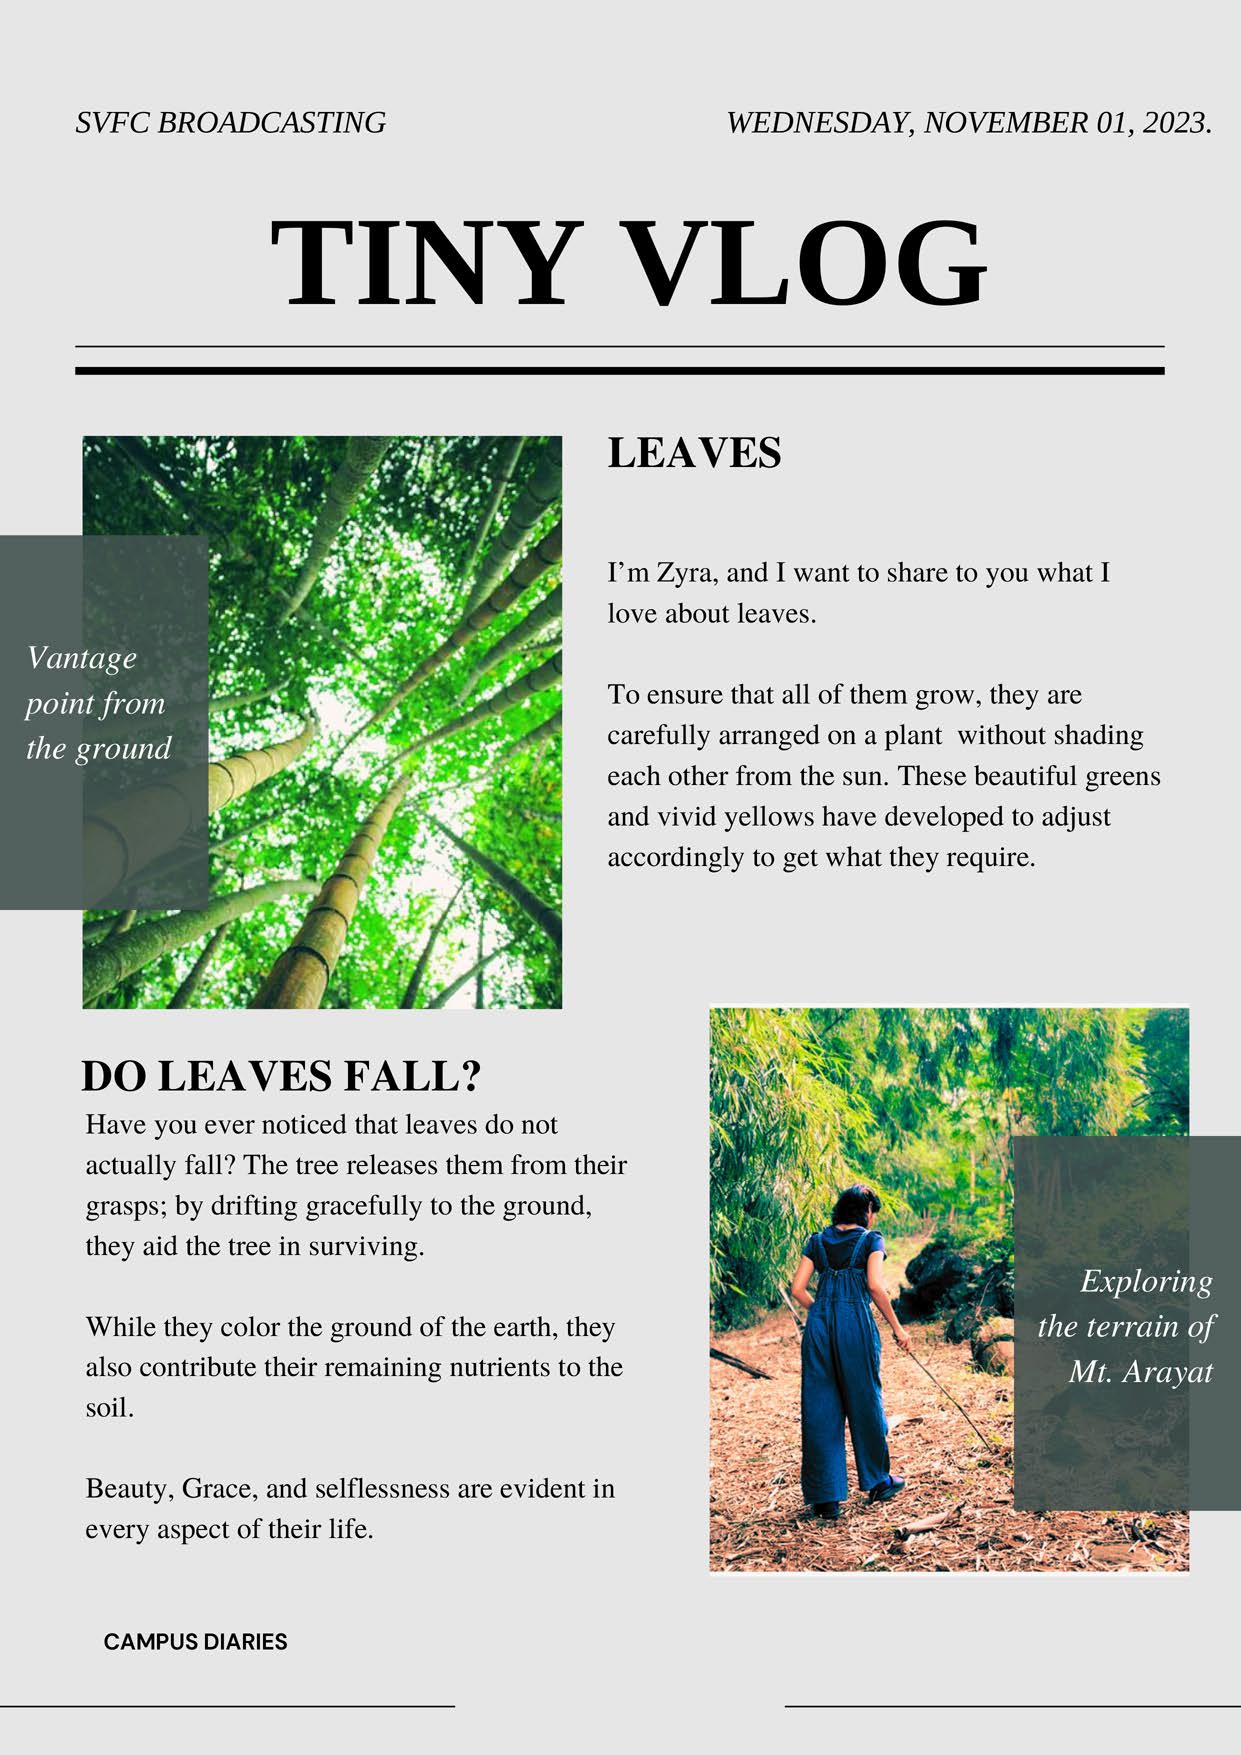 SVFC BROADCASTING
WEDNESDAY, NOVEMBER 01, 2023.
TINY VLOG
Vantage
point from
the ground
LEAVES
I’m Zyra, and I want to share to you what I
love about leaves.
To ensure that all of them grow, they are
carefully arranged on a plant  without shading
each other from the sun. These beautiful greens
and vivid yellows have developed to adjust
accordingly to get what they require.
DO LEAVES FALL?
Have you ever noticed that leaves do not
actually fall? The tree releases them from their
grasps; by drifting gracefully to the ground,
they aid the tree in surviving.
While they color the ground of the earth, they
also contribute their remaining nutrients to the
soil.
Beauty, Grace, and selflessness are evident in
every aspect of their life.
Exploring
the terrain of
Mt. Arayat
CAMPUS DIARIES